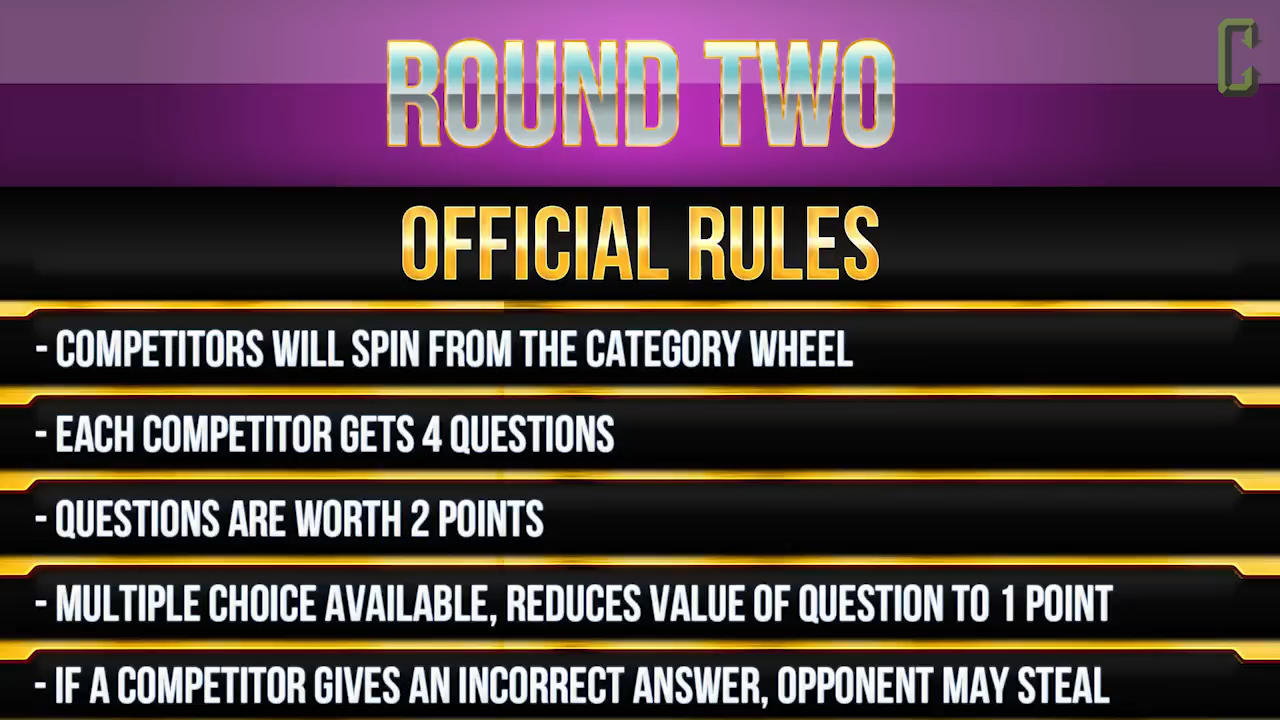 ROUND TWO
OFFICIAL RULES
- COMPETITORS WILL SPIN FROM THE CATEGORY WHEEL
- EACH COMPETITOR GETS 4 QUESTIONS
- QUESTIONS ARE WORTH 2 POINTS
- MULTIPLE CHOICE AVAILABLE, REDUCES VALUE OF QUESTION TO 1 POINT
- IF A COMPETITOR GIVES AN INCORRECT ANSWER, OPPONENT MAY STEAL